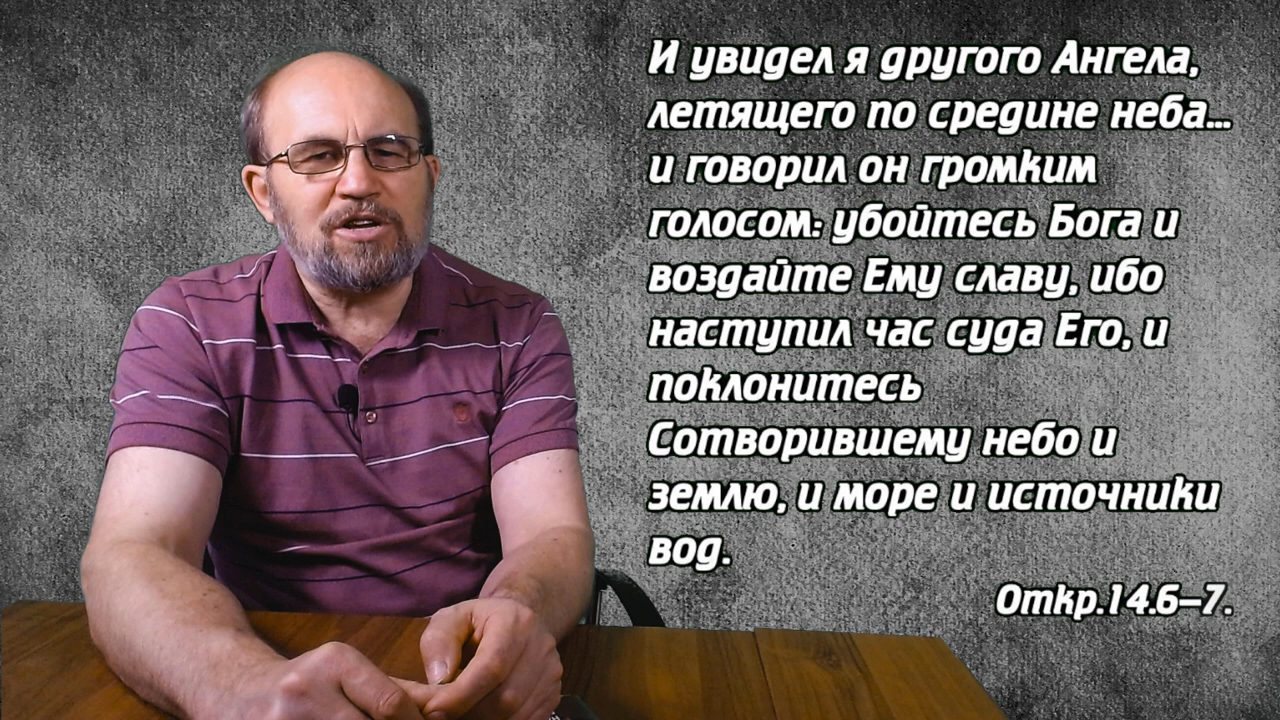 И увидел я другого Ангела,
летящего по средине неба...
и говорил он громким
голосом: убойтесь Бога и
воздайте Ему славу, ибо
наступил час суда Его, и
поклонитесь
Сотворившему небо и
землю, и море и источники
вод.
Откр.14.6–7.